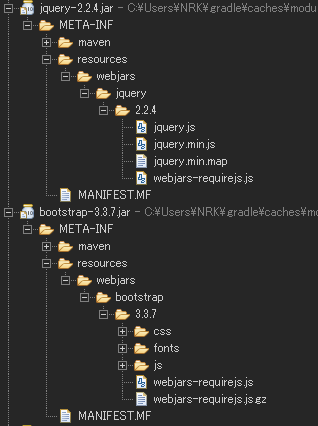 jquery-2.2.4.jar - C:¥Users¥NRK¥gradle¥caches¥modu
META-INF
maven
resources
webjars
jquery
2.2.4
jquery.js
jquery.min.js
jquery.min.map
webjars-requirejs.js
MANIFEST.MF
bootstrap-3.3.7.jar - C:¥Users¥NRK¥gradle¥caches¥mo
META-INF
maven
resources
webjars
bootstrap
3.3.7
css
fonts
js
webjars-requirejs.js
webjars-requirejs.js.gz
MANIFEST.MF